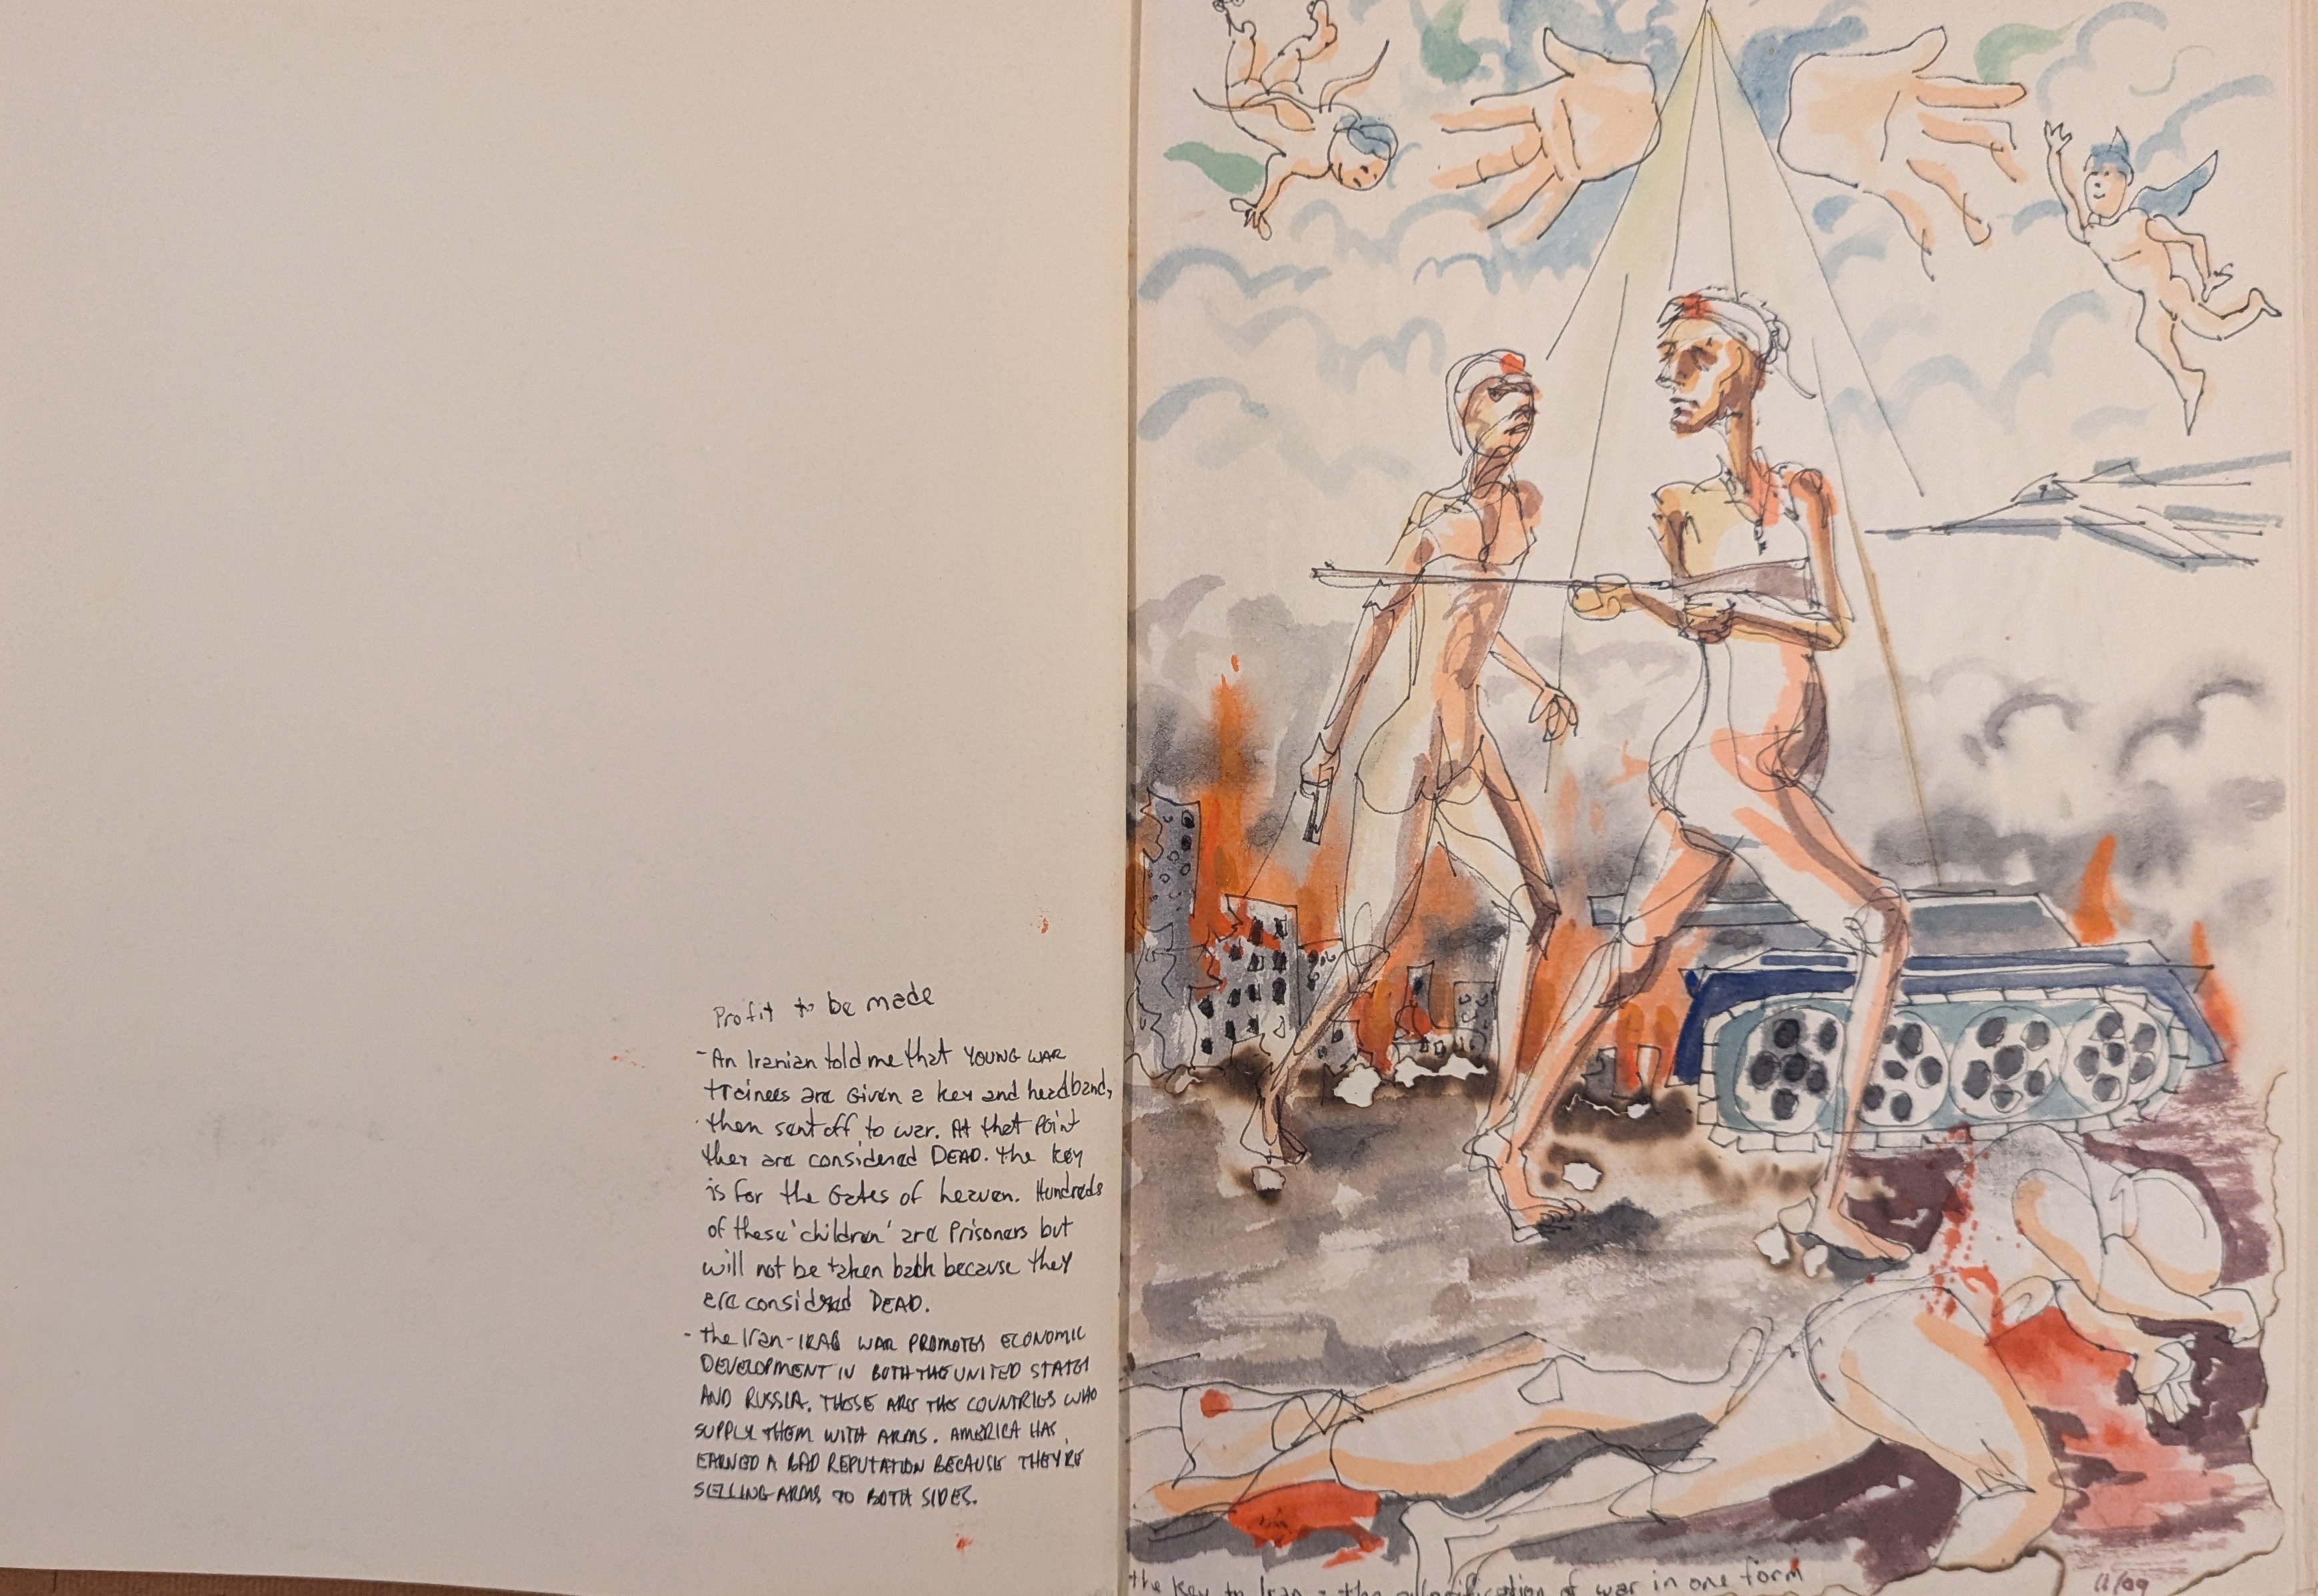 Profit to be made
- An Iranian told me that YOUNG WAR
trainees are given a key and headband,
then sent off to war. At that point
they are considered DEAD. the key
is for the Gates of heaven. Hundreds
of these 'children' are Prisoners but
will not be taken back because they
are considered DEAD.
- the Iran-IRAQ WAR PROMOTES ECONOMIC
DEVELOPMENT IN BOTH THE UNITED STATES
AND RUSSIA. THESE ARE THE COUNTRIES WHO
SUPPLY THEM WITH ARMS. AMERICA HAS
EARNED A BAD REPUTATION BECAUSE THEY'RE
SELLING ARMS TO BOTH SIDES.
the key to Iran - the glorification of war in one form